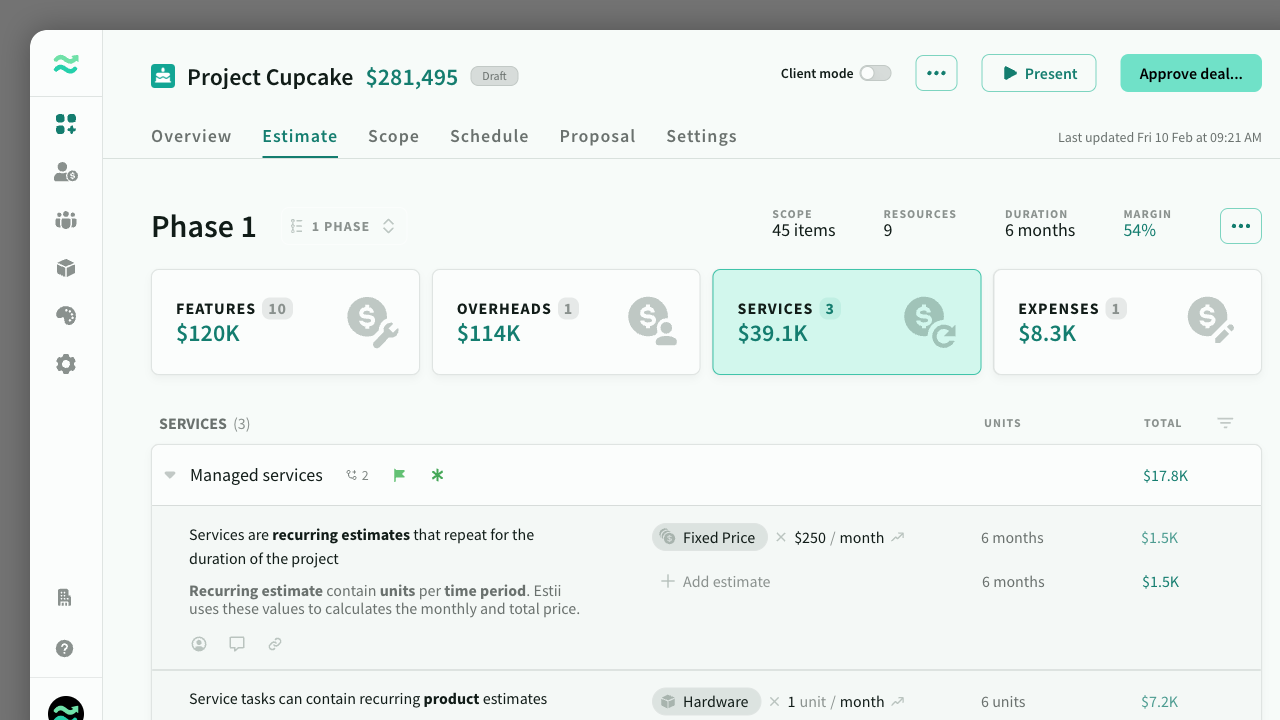 Project Cupcake $281,495 Draft
Client mode
Present
Approve deal...
Overview Estimate Scope Schedule Proposal Settings
Last updated Fri 10 Feb at 09:21 AM
Phase 1
1 PHASE
SCOPE
45 items
RESOURCES
9
DURATION
6 months
MARGIN
54%
FEATURES 10
$120K
OVERHEADS 1
$114K
SERVICES 3
$39.1K
EXPENSES 1
$8.3K
SERVICES (3) UNITS TOTAL
Managed services 2 $17.8K
Services are recurring estimates that repeat for the
duration of the project
Recurring estimate contain units per time period. Estii
uses these values to calculates the monthly and total price.
Fixed Price × $250 / month 6 months $1.5K
Add estimate 6 months $1.5K
Service tasks can contain recurring product estimates
Hardware × 1 unit / month 6 units $7.2K